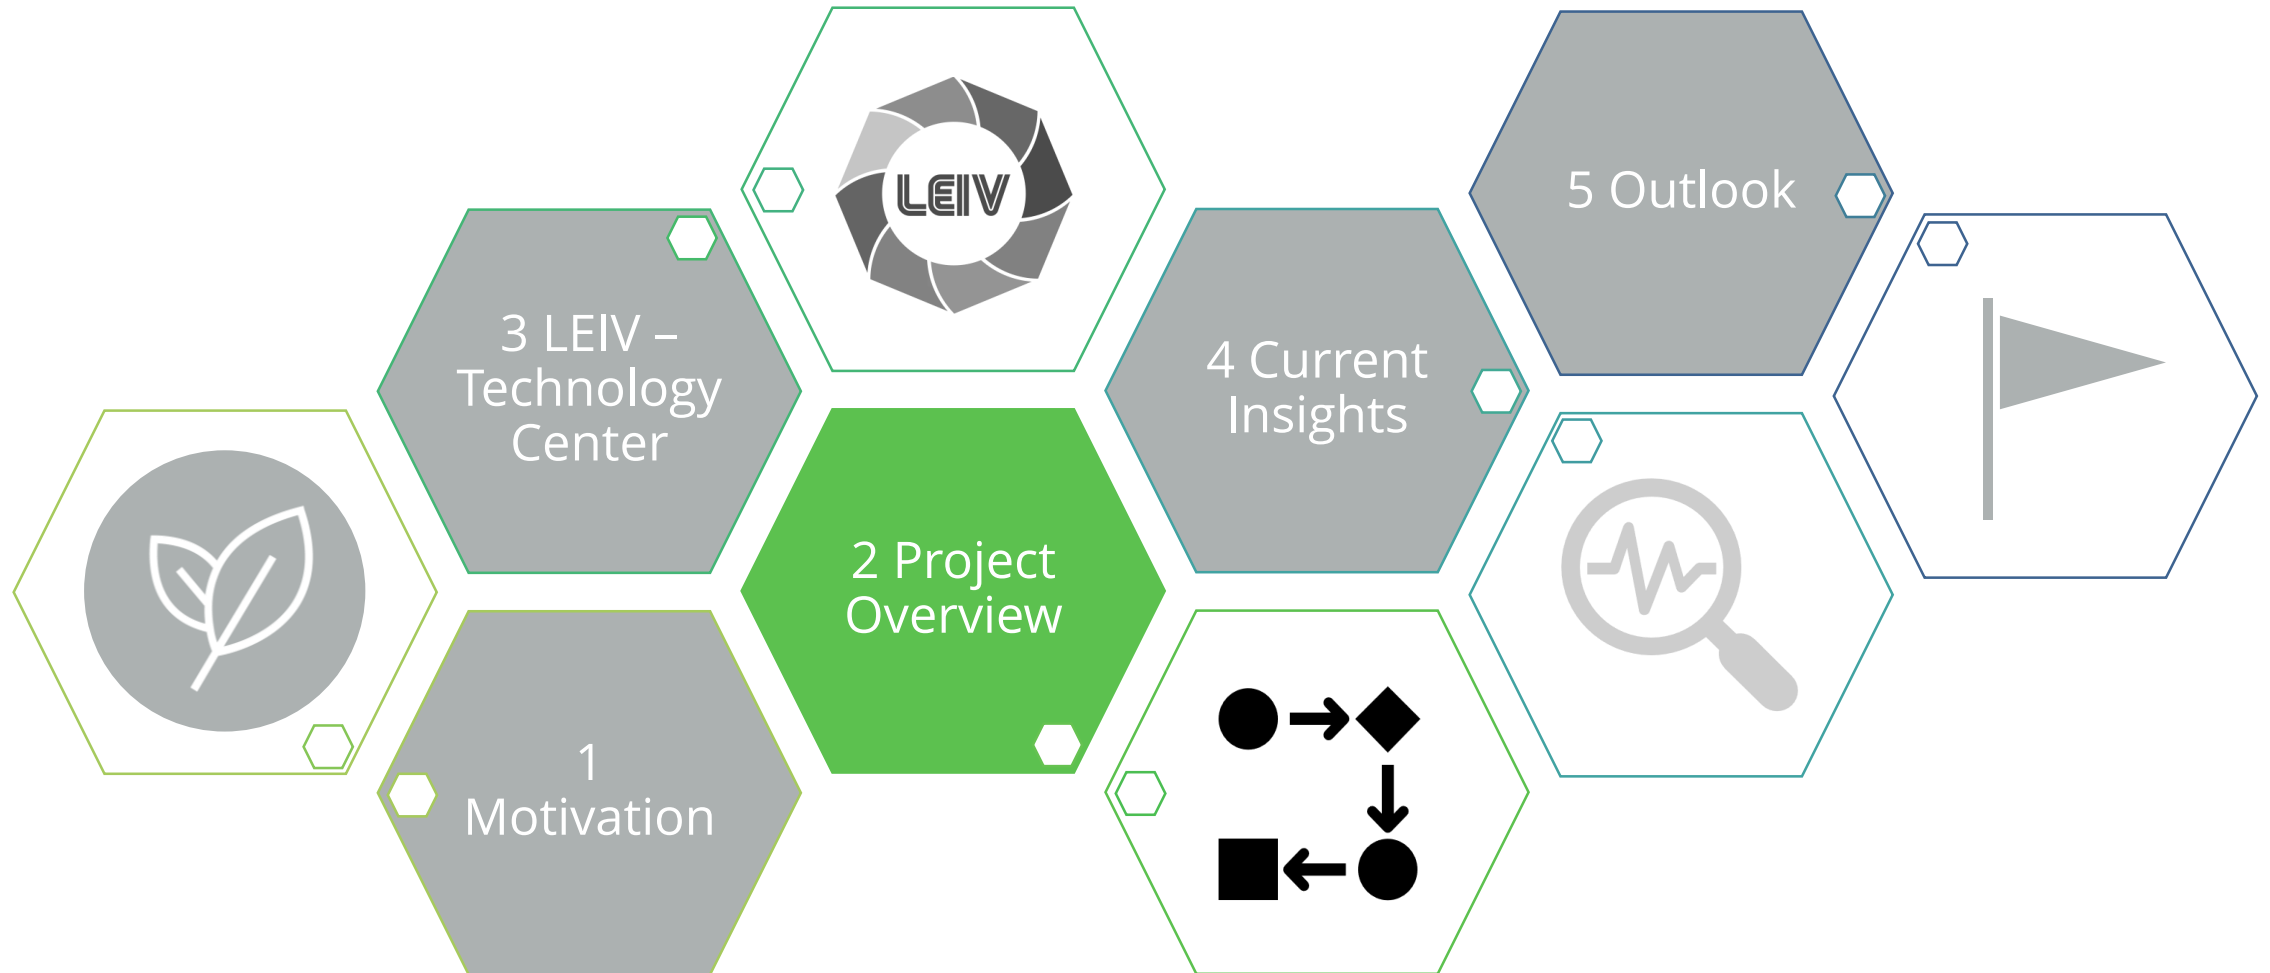 LEIV
5 Outlook
3 LEIV –
Technology
Center
4 Current
Insights
2 Project
Overview
1
Motivation